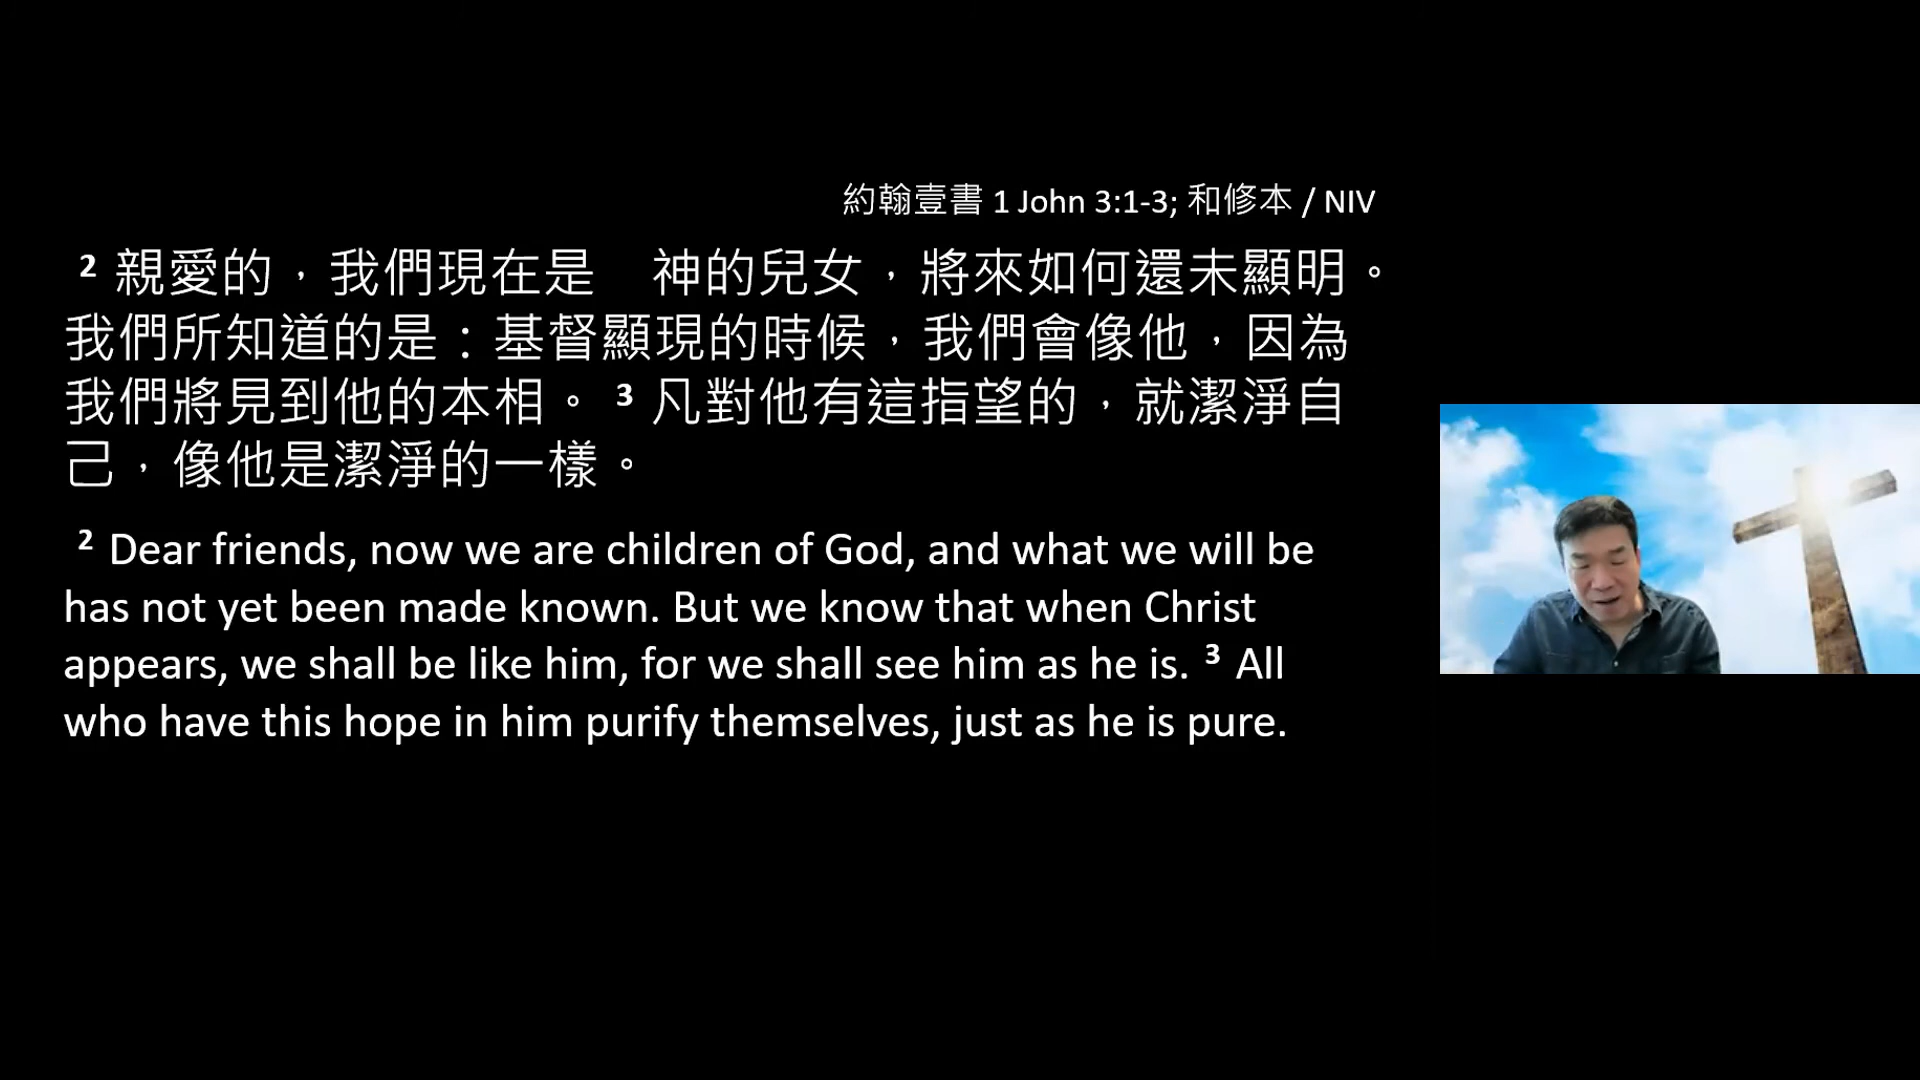 約翰壹書 1 John 3:1-3; 和修本 / NIV
2 親愛的，我們現在是　神的兒女，將來如何還未顯明。
我們所知道的是：基督顯現的時候，我們會像他，因為
我們將見到他的本相。 3 凡對他有這指望的，就潔淨自
己，像他是潔淨的一樣。
2 Dear friends, now we are children of God, and what we will be
has not yet been made known. But we know that when Christ
appears, we shall be like him, for we shall see him as he is. 3 All
who have this hope in him purify themselves, just as he is pure.